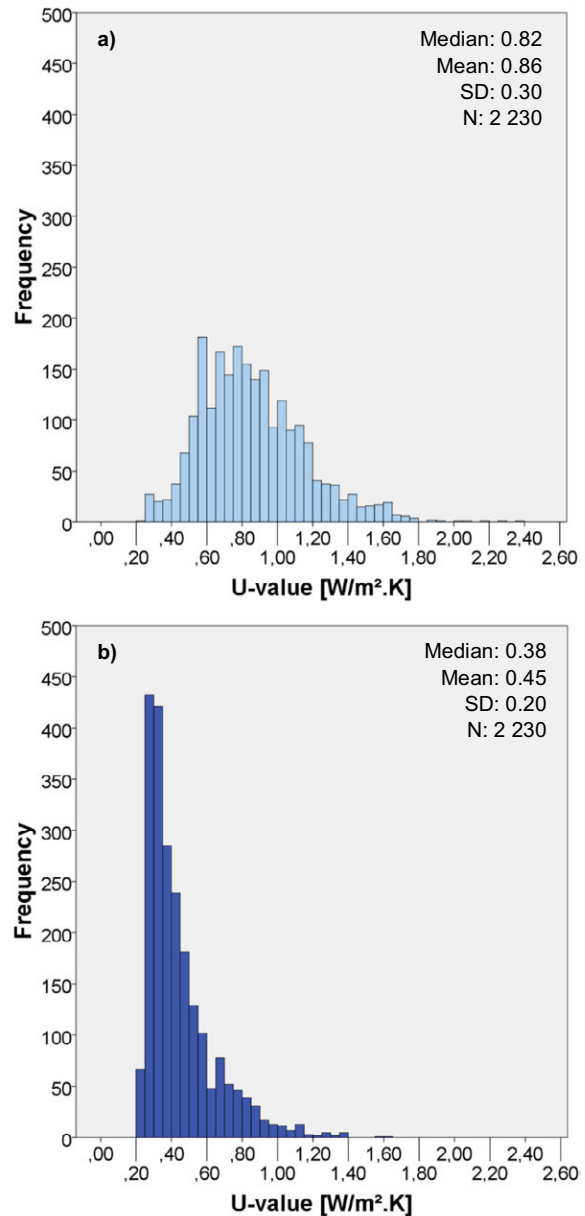 a)
Median: 0.82
Mean: 0.86
SD: 0.30
N: 2 230
500
450
400
350
300
250
200
150
100
50
0
Frequency
,00 ,40 ,80 1,20 1,60 2,00 2,40
,20 ,60 1,00 1,40 1,80 2,20 2,60
U-value [W/m².K]
b)
Median: 0.38
Mean: 0.45
SD: 0.20
N: 2 230
500
450
400
350
300
250
200
150
100
50
0
Frequency
,00 ,40 ,80 1,20 1,60 2,00 2,40
,20 ,60 1,00 1,40 1,80 2,20 2,60
U-value [W/m².K]